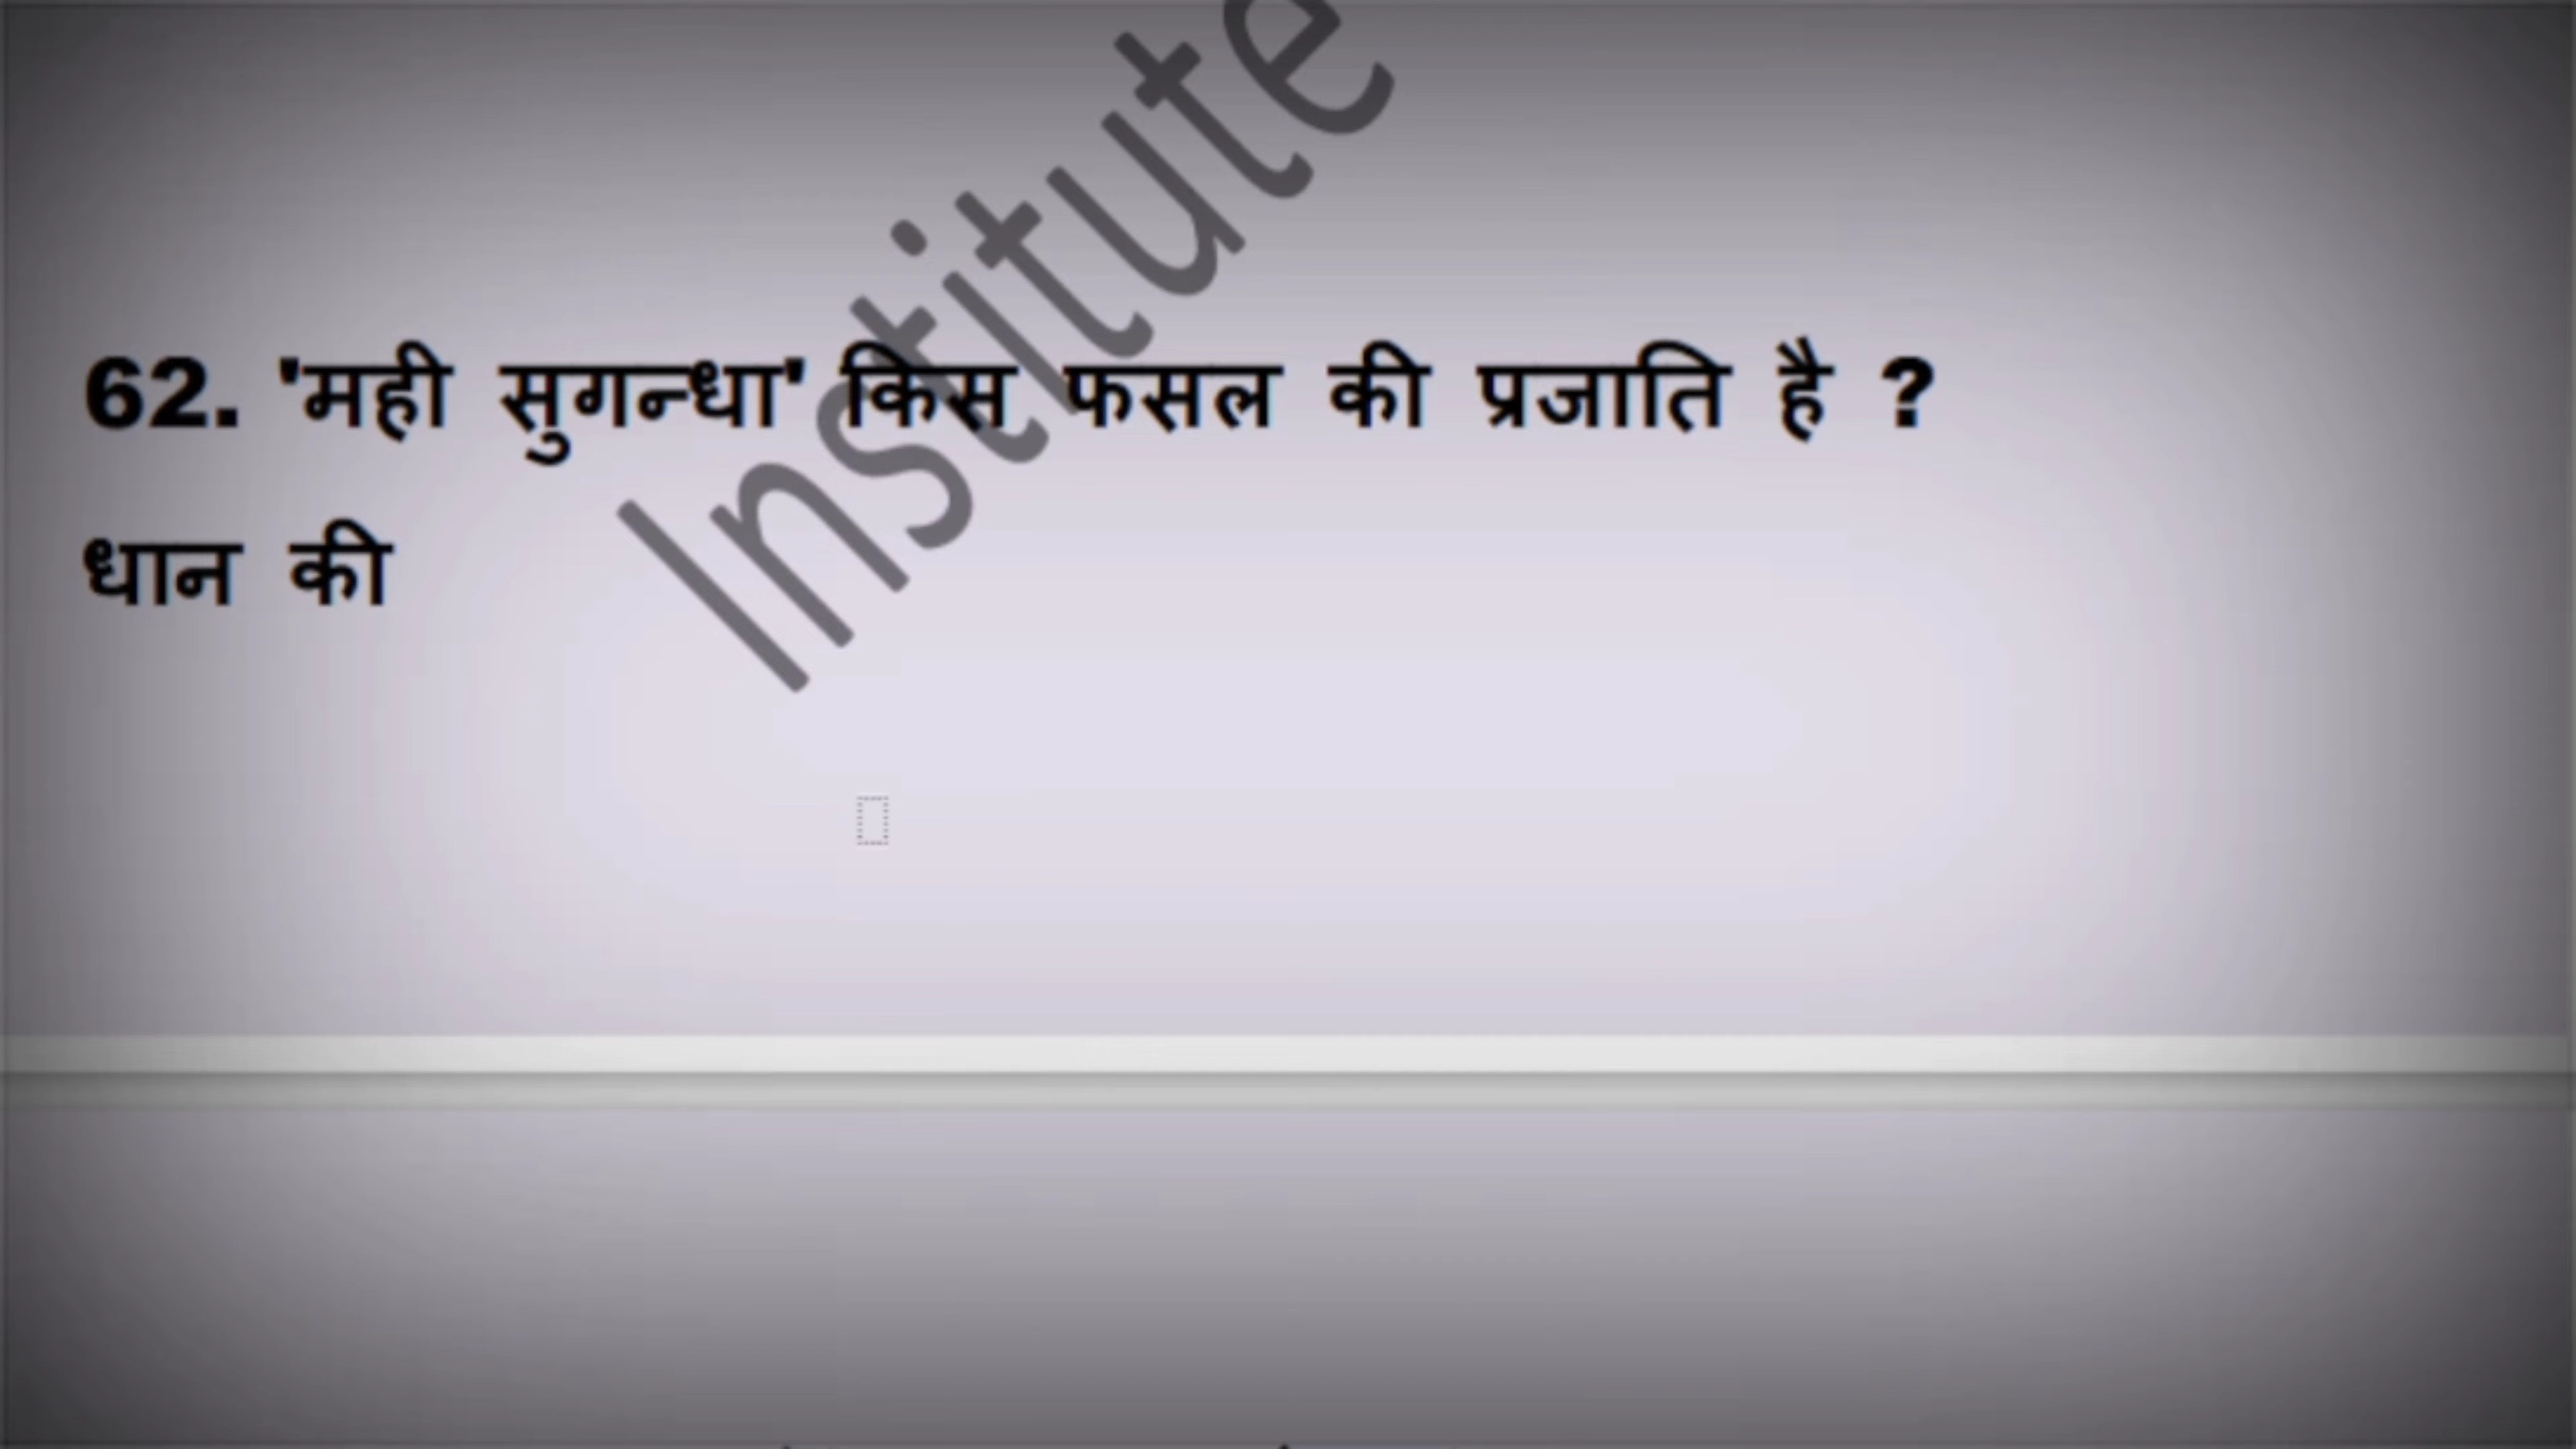 Institute
62. 'मही सुगन्धा' किस फसल की प्रजाति है ?
धान की